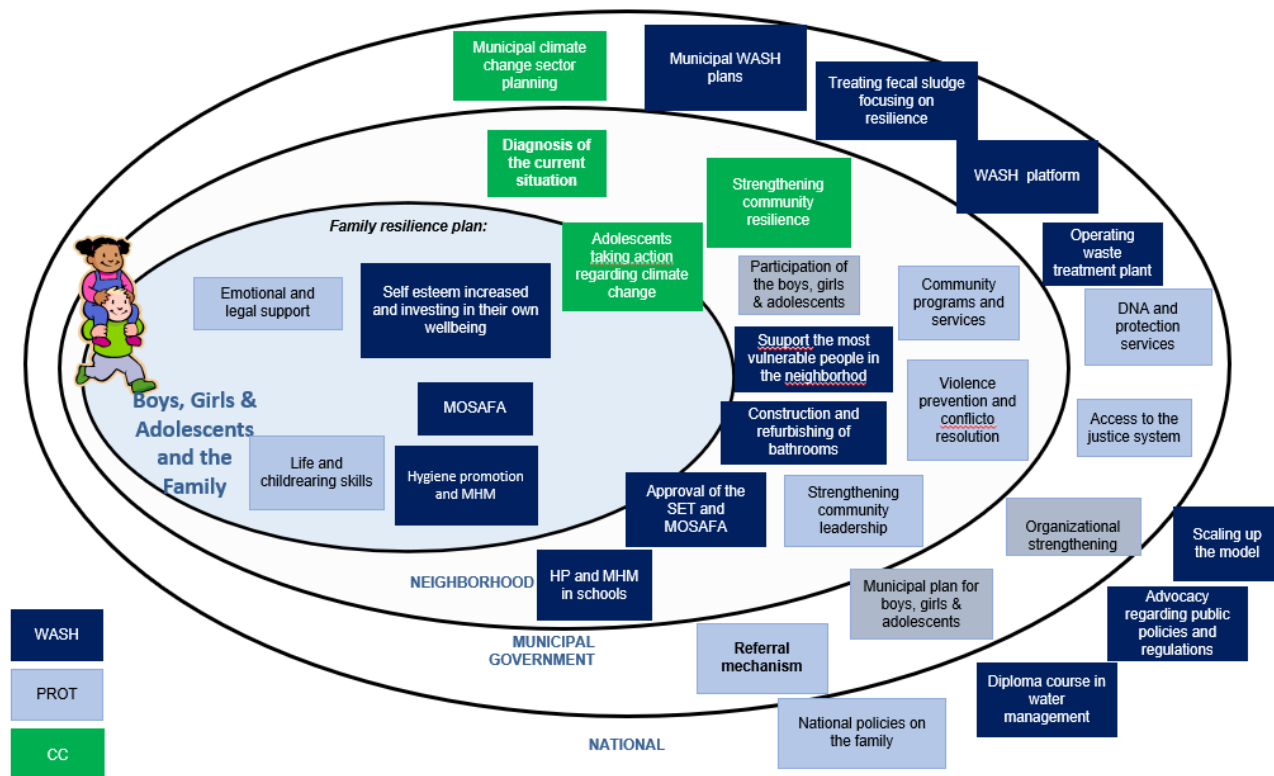 Municipal climate
change sector
planning
Municipal WASH
plans
Treating fecal sludge
focusing on
resilience
WASH  platform
Operating
waste
treatment plant
DNA and
protection
services
Access to the
justice system
Diagnosis of
the current
situation
Strengthening
community
resilience
Adolescents
taking action
regarding climate
change
Participation of
the boys, girls
& adolescents
Community
programs and
services
Suuport the most
vulnerable people in
the neighborhod
Violence
prevention and
conflicto
resolution
Construction and
refurbishing of
bathrooms
Approval of the
SET and
MOSAFA
Strengthening
community
leadership
Organizational
strengthening
Scaling up
the model
Family resilience plan:
Emotional and
legal support
Self esteem increased
and investing in their own
wellbeing
MOSAFA
Boys, Girls &
Adolescents
and the
Family
Life and
childrearing skills
Hygiene promotion
and MHM
NEIGHBORHOOD
HP and MHM
in schools
Municipal plan for
boys, girls &
adolescents
Advocacy
regarding public
policies and
regulations
MUNICIPAL
GOVERNMENT
Referral
mechanism
Diploma course in
water
management
National policies on
the family
NATIONAL
WASH
PROT
CC